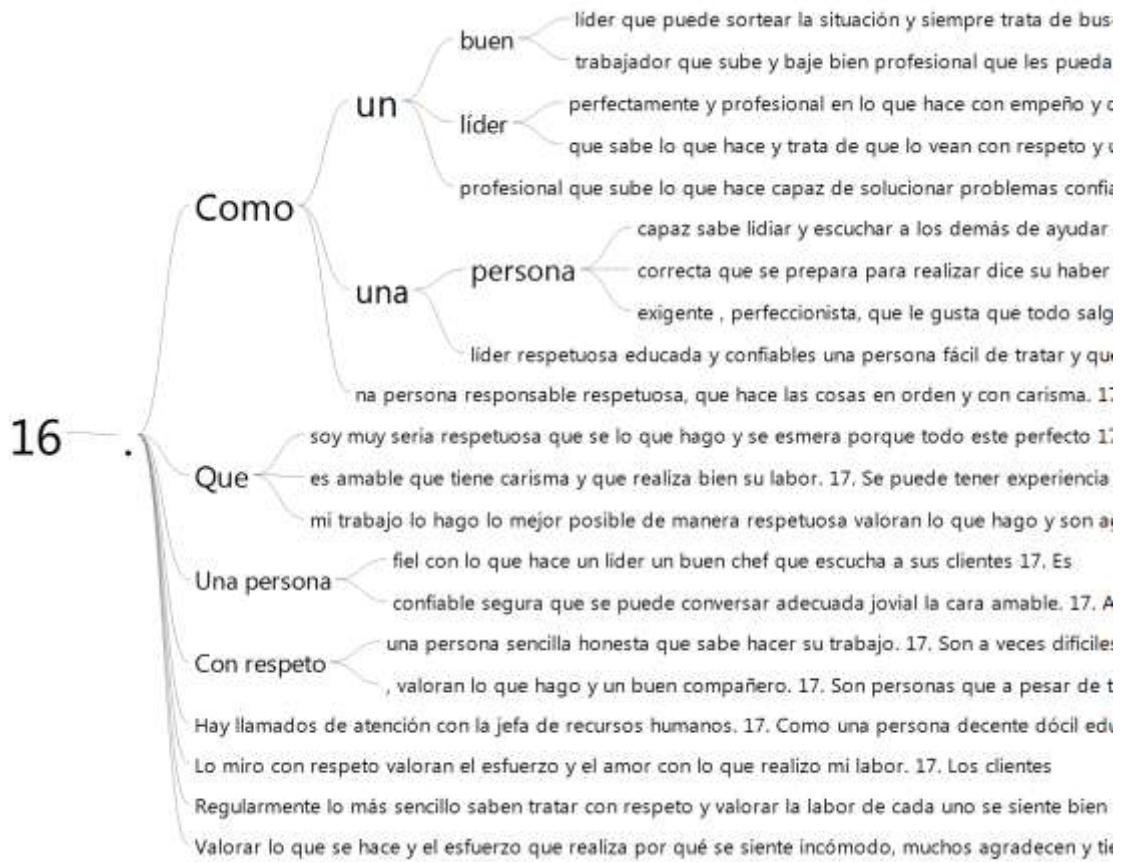 líder que puede sortear la situación y siempre trata de bus
buen
trabajador que sube y baje bien profesional que les pueda
un
perfectamente y profesional en lo que hace con empeño y
líder
que sabe lo que hace y trata de que lo vean con respeto y
profesional que sube lo que hace capaz de solucionar problemas confia
Como
capaz sabe lidiar y escuchar a los demás de ayudar
persona
correcta que se prepara para realizar dice su haber
una
exigente , perfeccionista, que le gusta que todo salg
líder respetuosa educada y confiables una persona fácil de tratar y que
na persona responsable respetuosa, que hace las cosas en orden y con carisma. 17
16 .
soy muy seria respetuosa que se lo que hago y se esmera porque todo este perfecto 17
Que
es amable que tiene carisma y que realiza bien su labor. 17. Se puede tener experiencia
mi trabajo lo hago lo mejor posible de manera respetuosa valoran lo que hago y son
fiel con lo que hace un lider un buen chef que escucha a sus clientes 17. Es
Una persona
confiable segura que se puede conversar adecuada jovial la cara amable. 17. A
una persona sencilla honesta que sabe hacer su trabajo. 17. Son a veces dificiles
Con respeto
, valoran lo que hago y un buen compañero. 17. Son personas que a pesar de t
Hay llamados de atención con la jefa de recursos humanos. 17. Como una persona decente dócil edu
Lo miro con respeto valoran el esfuerzo y el amor con lo que realizo mi labor. 17. Los clientes
Regularmente lo más sencillo saben tratar con respeto y valorar la labor de cada uno se siente bien
Valorar lo que se hace y el esfuerzo que realiza por qué se siente incómodo, muchos agradecen y tie